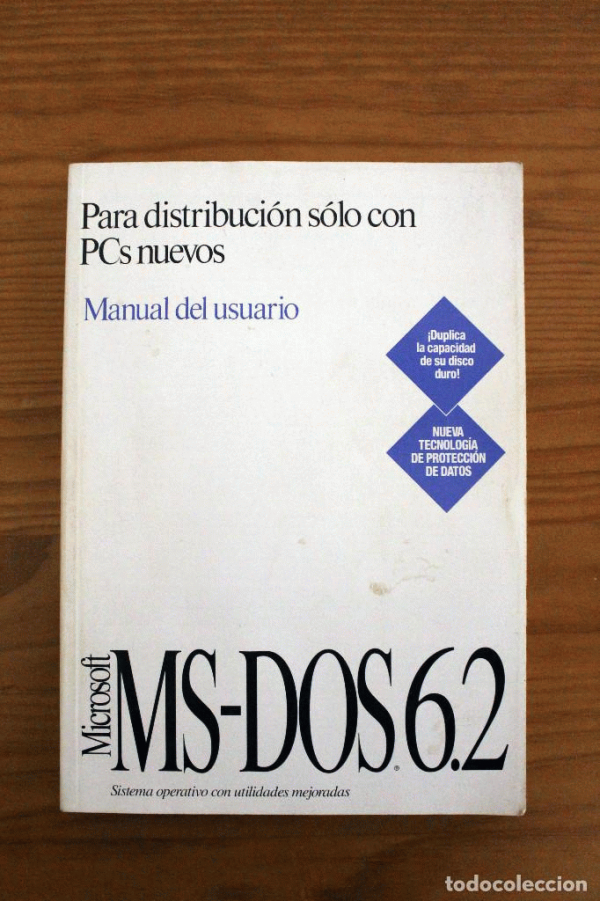 Para distribución sólo con
PCs nuevos
Manual del usuario
¡Duplica
la capacidad
de su disco
duro!
NUEVA
TECNOLOGÍA
DE PROTECCIÓN
DE DATOS
Microsoft
MS-DOS® 6.2
Sistema operativo con utilidades mejoradas
todocoleccion